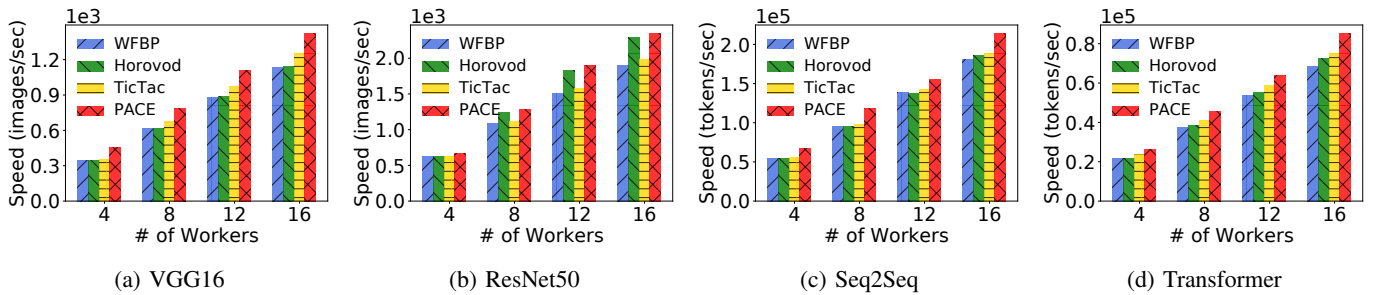 1e3
Speed (images/sec)
1.2
0.9
0.6
0.3
0.0
WFBP
Horovod
TicTac
PACE
4 8 12 16
# of Workers
(a) VGG16
1e3
Speed (images/sec)
2.0
1.5
1.0
0.5
0.0
WFBP
Horovod
TicTac
PACE
4 8 12 16
# of Workers
(b) ResNet50
1e5
Speed (tokens/sec)
2.0
1.5
1.0
0.5
0.0
WFBP
Horovod
TicTac
PACE
4 8 12 16
# of Workers
(c) Seq2Seq
1e5
Speed (tokens/sec)
0.8
0.6
0.4
0.2
0.0
WFBP
Horovod
TicTac
PACE
4 8 12 16
# of Workers
(d) Transformer